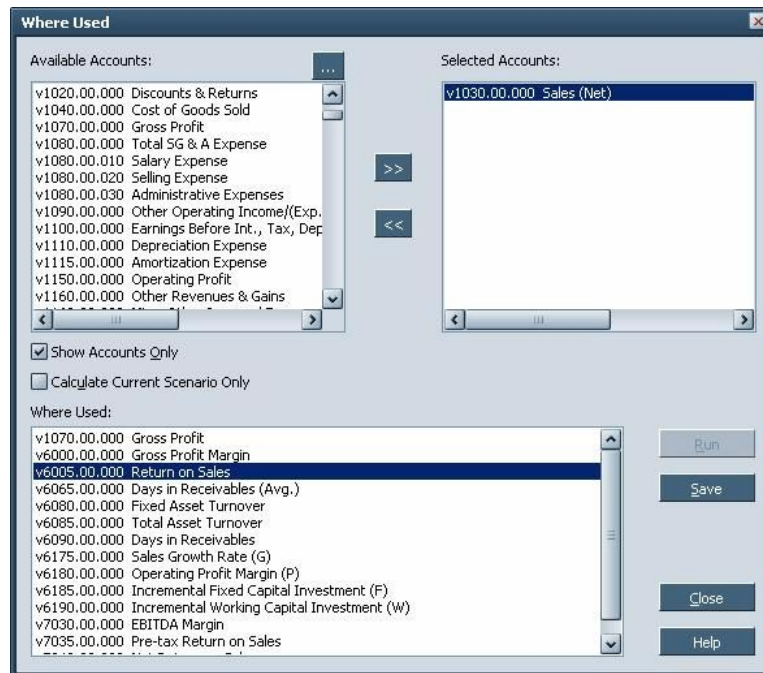 Where Used
Available Accounts:
...
v1020.00.000 Discounts & Returns
v1040.00.000 Cost of Goods Sold
v1070.00.000 Gross Profit
v1080.00.000 Total SG & A Expense
v1080.00.010 Salary Expense
v1080.00.020 Selling Expense
v1080.00.030 Administrative Expenses
v1090.00.000 Other Operating Income/(Exp.
v1100.00.000 Earnings Before Int., Tax, Dep
v1110.00.000 Depreciation Expense
v1115.00.000 Amortization Expense
v1150.00.000 Operating Profit
v1160.00.000 Other Revenues & Gains
>>
<<
Selected Accounts:
v1030.00.000 Sales (Net)
Show Accounts Only
Calculate Current Scenario Only
Where Used:
v1070.00.000 Gross Profit
v6000.00.000 Gross Profit Margin
v6005.00.000 Return on Sales
v6065.00.000 Days in Receivables (Avg.)
v6080.00.000 Fixed Asset Turnover
v6085.00.000 Total Asset Turnover
v6090.00.000 Days in Receivables
v6175.00.000 Sales Growth Rate (G)
v6180.00.000 Operating Profit Margin (P)
v6185.00.000 Incremental Fixed Capital Investment (F)
v6190.00.000 Incremental Working Capital Investment (W)
v7030.00.000 EBITDA Margin
v7035.00.000 Pre-tax Return on Sales
Run
Save
Close
Help